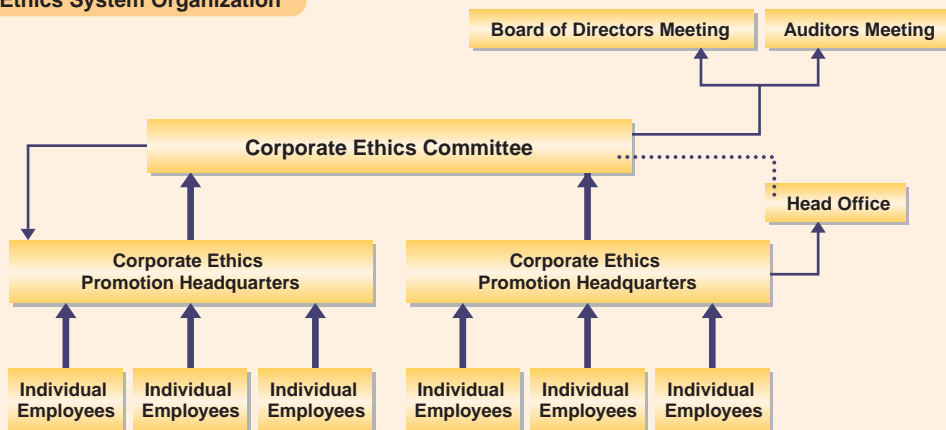 Ethics System Organization
Board of Directors Meeting
Auditors Meeting
Corporate Ethics Committee
Head Office
Corporate Ethics
Promotion Headquarters
Corporate Ethics
Promotion Headquarters
Individual
Employees
Individual
Employees
Individual
Employees
Individual
Employees
Individual
Employees
Individual
Employees